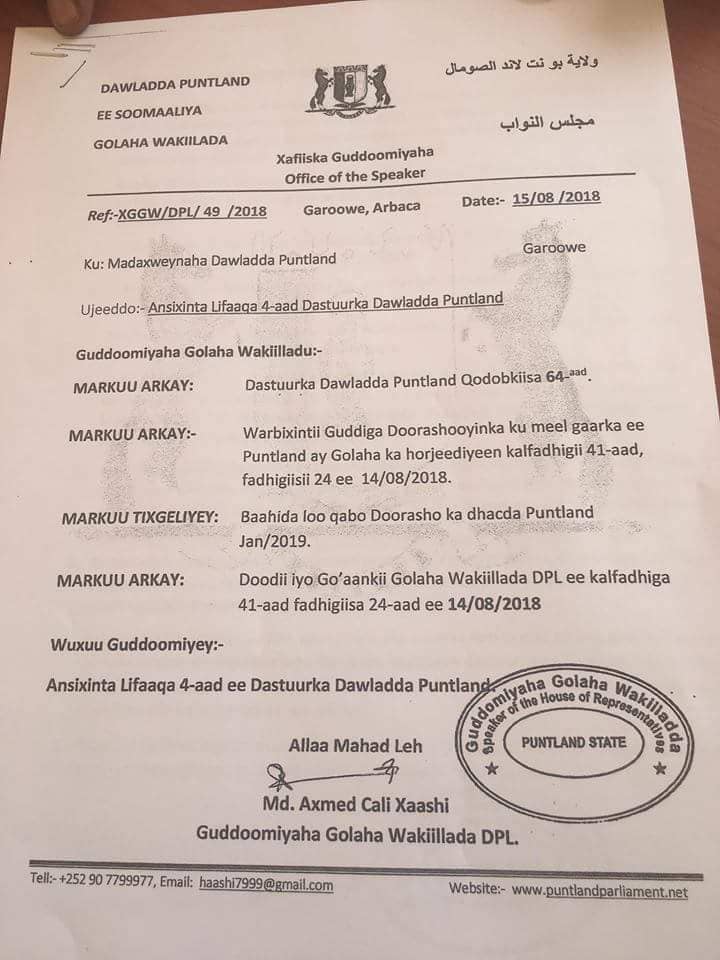 DAWLADDA PUNTLAND
EE SOOMAALIYA
GOLAHA WAKIILADA
ولاية بو نت لاند الصومال
مجلس النواب
Xafiiska Guddoomiyaha
Office of the Speaker
Ref:-XGGW/DPL/ 49 /2018
Garoowe, Arbaca
Date:- 15/08 /2018
Ku: Madaxweynaha Dawladda Puntland
Garoowe
Ujeeddo:- Ansixinta Lifaaqa 4-aad Dastuurka Dawladda Puntland
Guddoomiyaha Golaha Wakiilladu:-
MARKUU ARKAY: Dastuurka Dawladda Puntland Qodobkiisa 64-aad.
MARKUU ARKAY:- Warbixintii Guddiga Doorashooyinka ku meel gaarka ee
Puntland ay Golaha ka horjeediyeen kalfadhigii 41-aad,
fadhigiisii 24 ee 14/08/2018.
MARKUU TIXGELIYEY: Baahida loo qabo Doorasho ka dhacda Puntland
Jan/2019.
MARKUU ARKAY: Doodii iyo Go'aankii Golaha Wakiillada DPL ee kalfadhiga
41-aad fadhigiisa 24-aad ee 14/08/2018
Wuxuu Guddoomiyey:-
Ansixinta Lifaaqa 4-aad ee Dastuurka Dawladda Puntland.
Allaa Mahad Leh
Md. Axmed Cali Xaashi
Guddoomiyaha Golaha Wakiillada DPL.
Guddomiyaha Golaha Wakiilladda
Speaker of the House of Representatives
PUNTLAND STATE
Tell:- +252 90 7799977, Email: haashi7999@gmail.com
Website:- www.puntlandparliament.net